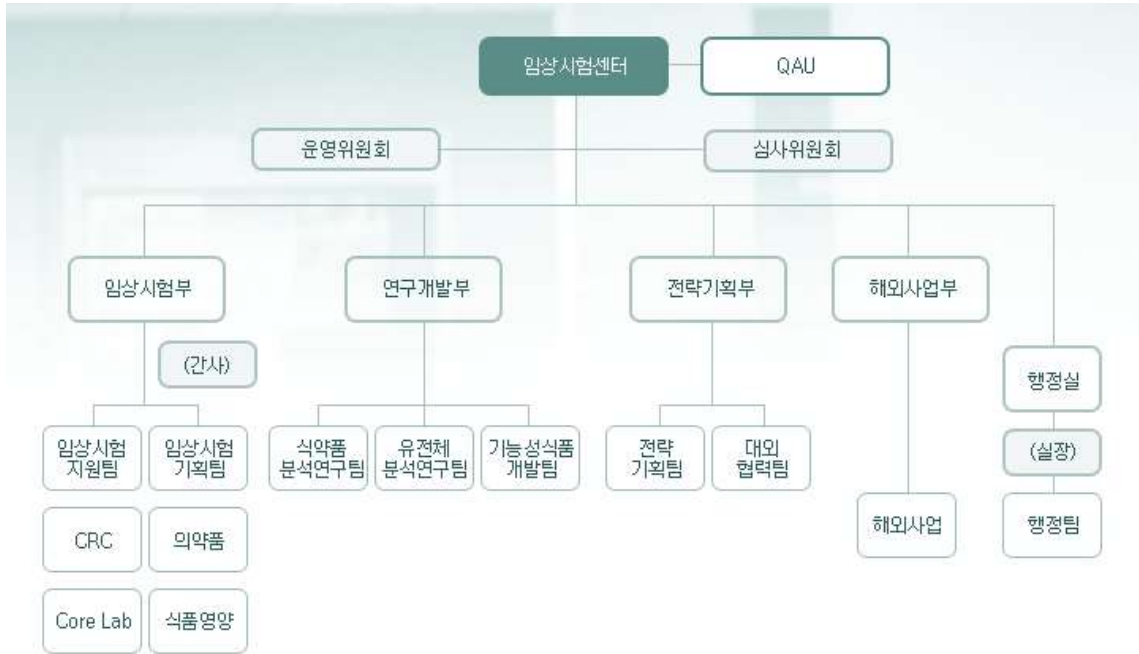 임상시험센터
QAU
운영위원회
심사위원회
임상시험부
연구개발부
전략기획부
해외사업부
(간사)
행정실
임상시험
지원팀
임상시험
기획팀
식약품
분석연구팀
유전체
분석연구팀
기능성식품
개발팀
전략
기획팀
대외
협력팀
(실장)
CRC
의약품
해외사업
행정팀
Core Lab
식품영양